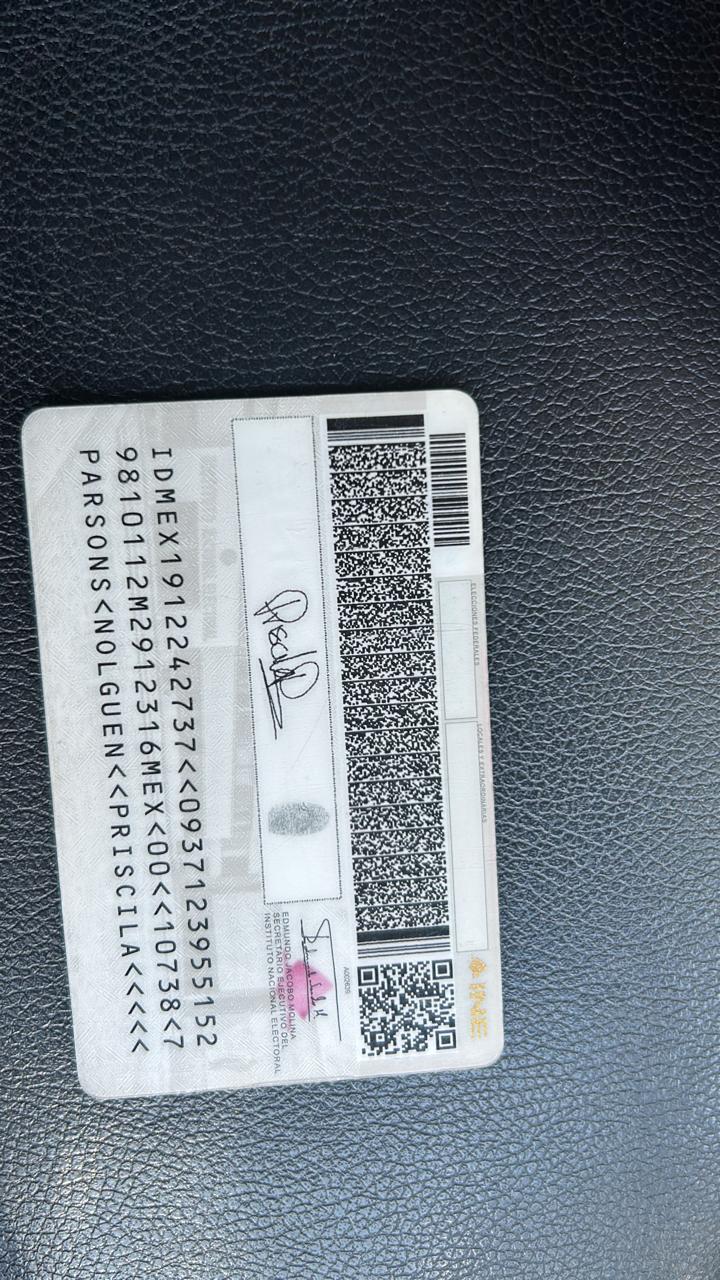 ELECCIONES FEDERALES
LOCALES Y EXTRAORDINARIAS
INE
EDMUNDO JACOBO MOLINA
SECRETARIO EJECUTIVO DEL
INSTITUTO NACIONAL ELECTORAL
IDMEX1912242737<<0937123955152
9810112M2912316MEX<00<<10738<7
PARSONS<NOLGUEN<<PRISCILA<<<<<